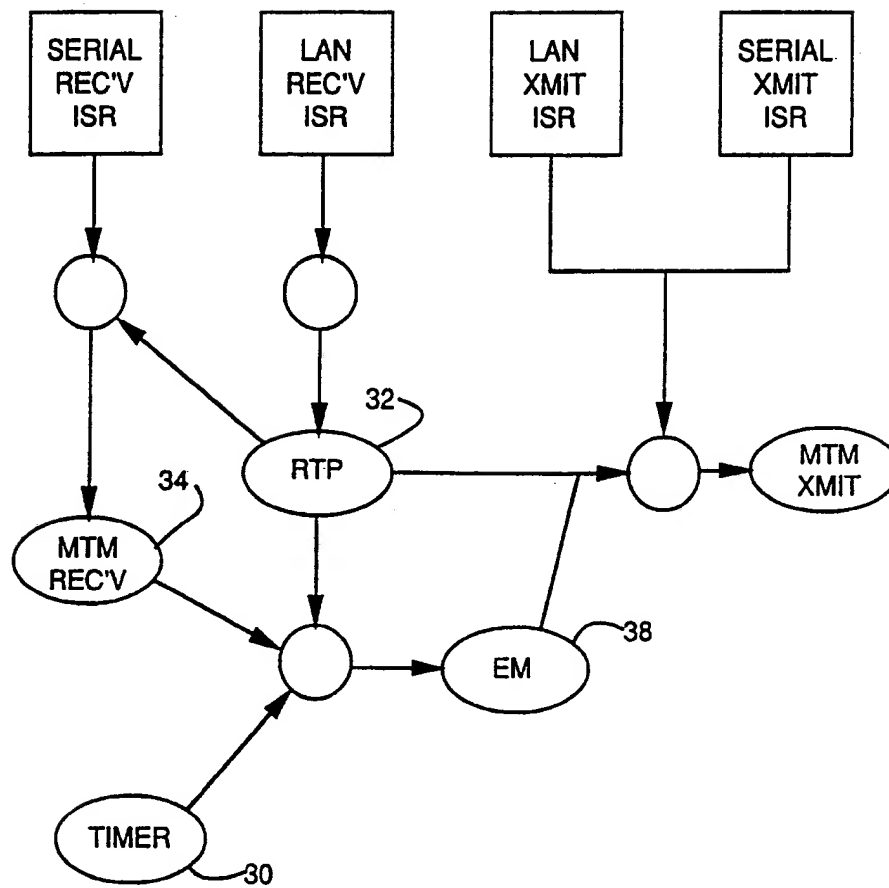 SERIAL
REC'V
ISR
LAN
REC'V
ISR
LAN
XMIT
ISR
SERIAL
XMIT
ISR
32
RTP
MTM
XMIT
34
MTM
REC'V
38
EM
TIMER
30